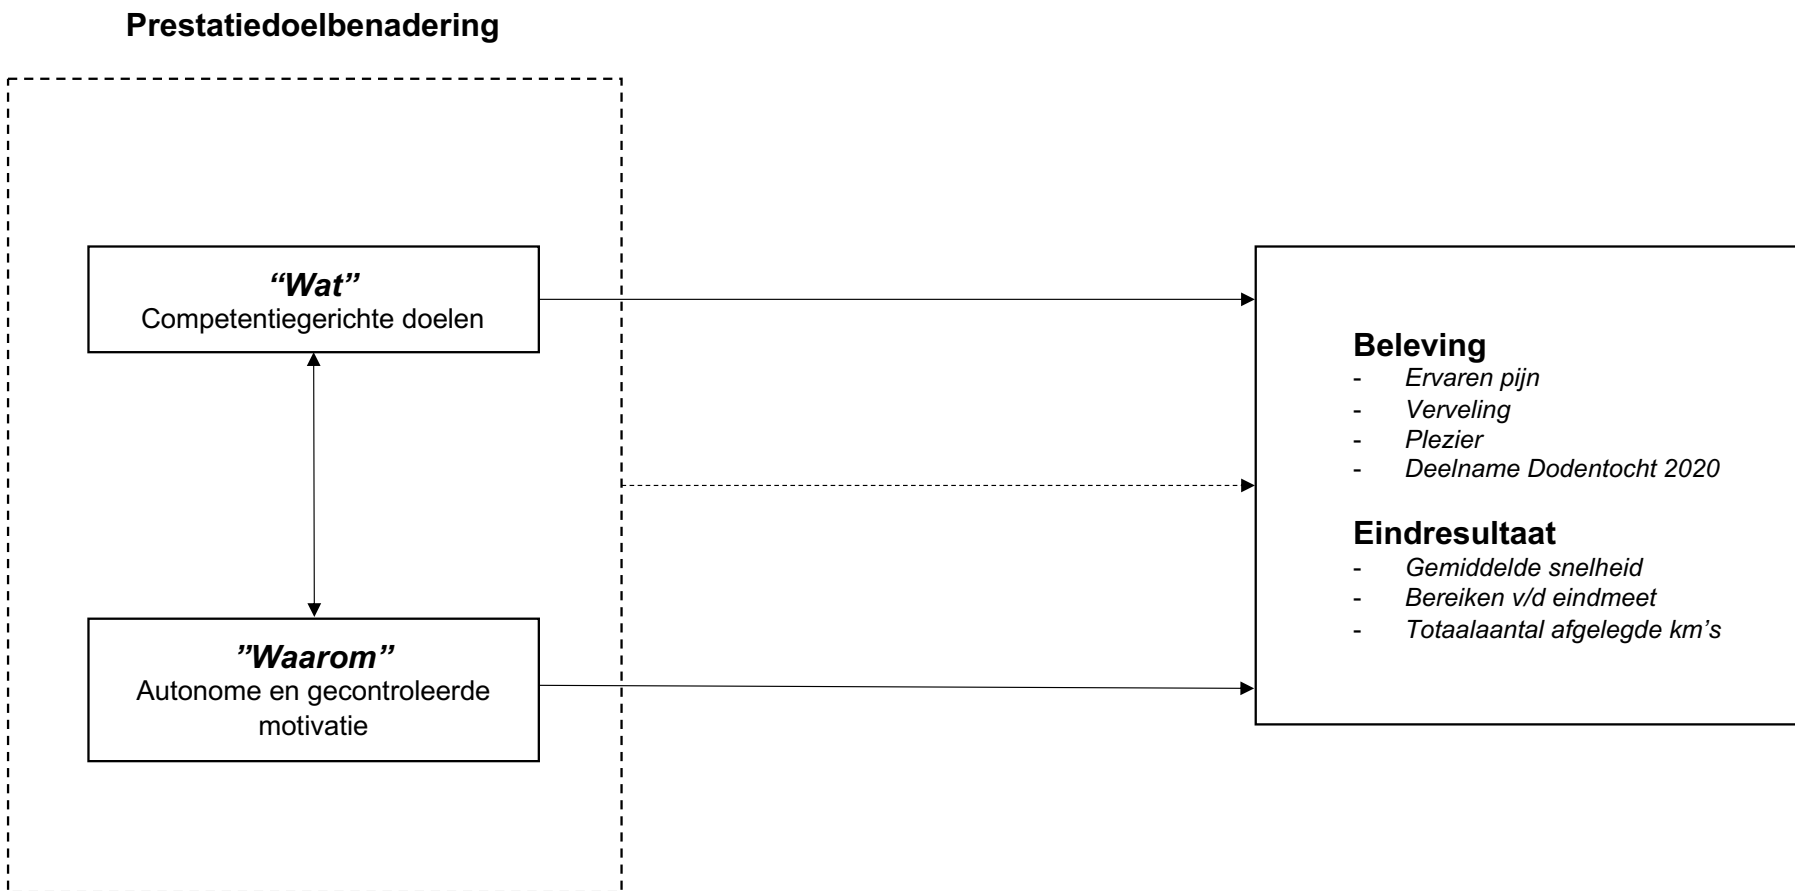 Prestatiedoelbenadering
“Wat”
Competentiegerichte doelen
”Waarom”
Autonome en gecontroleerde
motivatie
Beleving
- Ervaren pijn
- Verveling
- Plezier
- Deelname Dodentocht 2020
Eindresultaat
- Gemiddelde snelheid
- Bereiken v/d eindmeet
- Totaalaantal afgelegde km’s